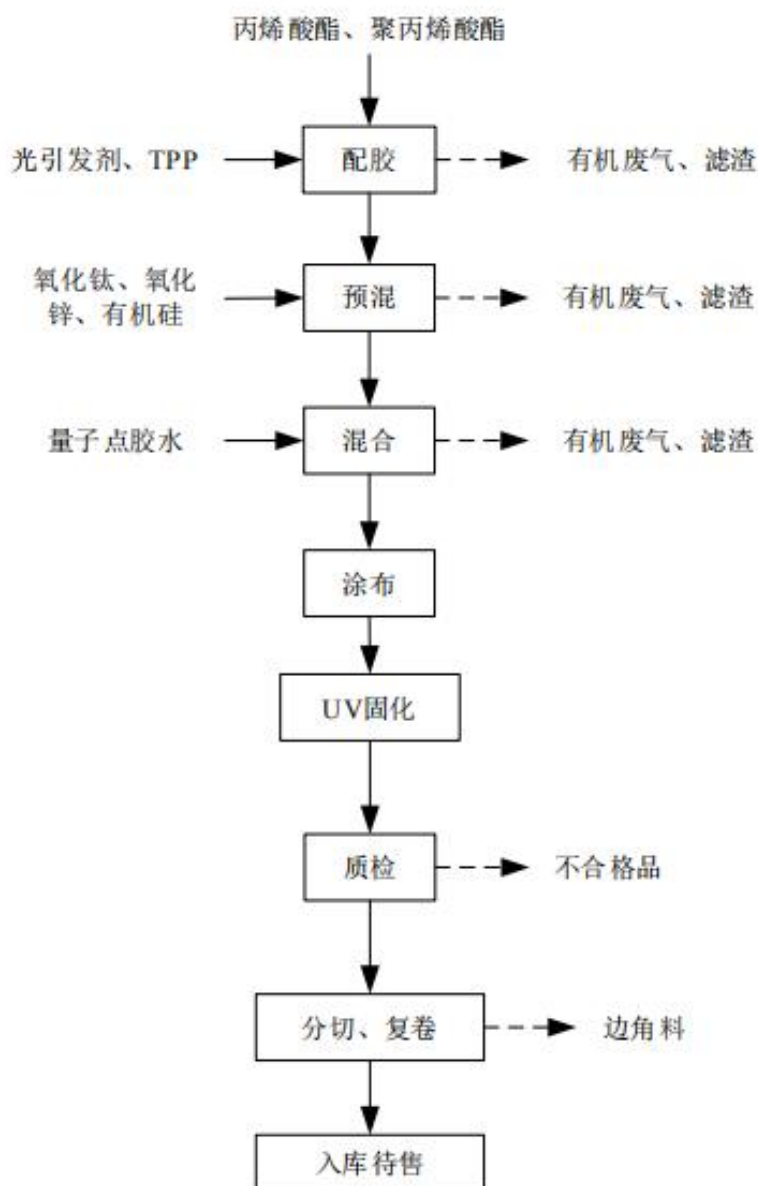 丙烯酸酯、聚丙烯酸酯
光引发剂、TPP
配胶
有机废气、滤渣
氧化钛、氧化
锌、有机硅
预混
有机废气、滤渣
量子点胶水
混合
有机废气、滤渣
涂布
UV固化
质检
不合格品
分切、复卷
边角料
入库待售